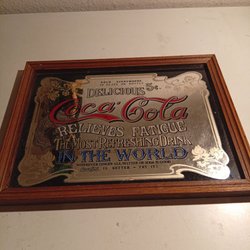 DELICIOUS 5¢
Coca-Cola
RELIEVES FATIGUE
THE MOST REFRESHING DRINK
IN THE WORLD